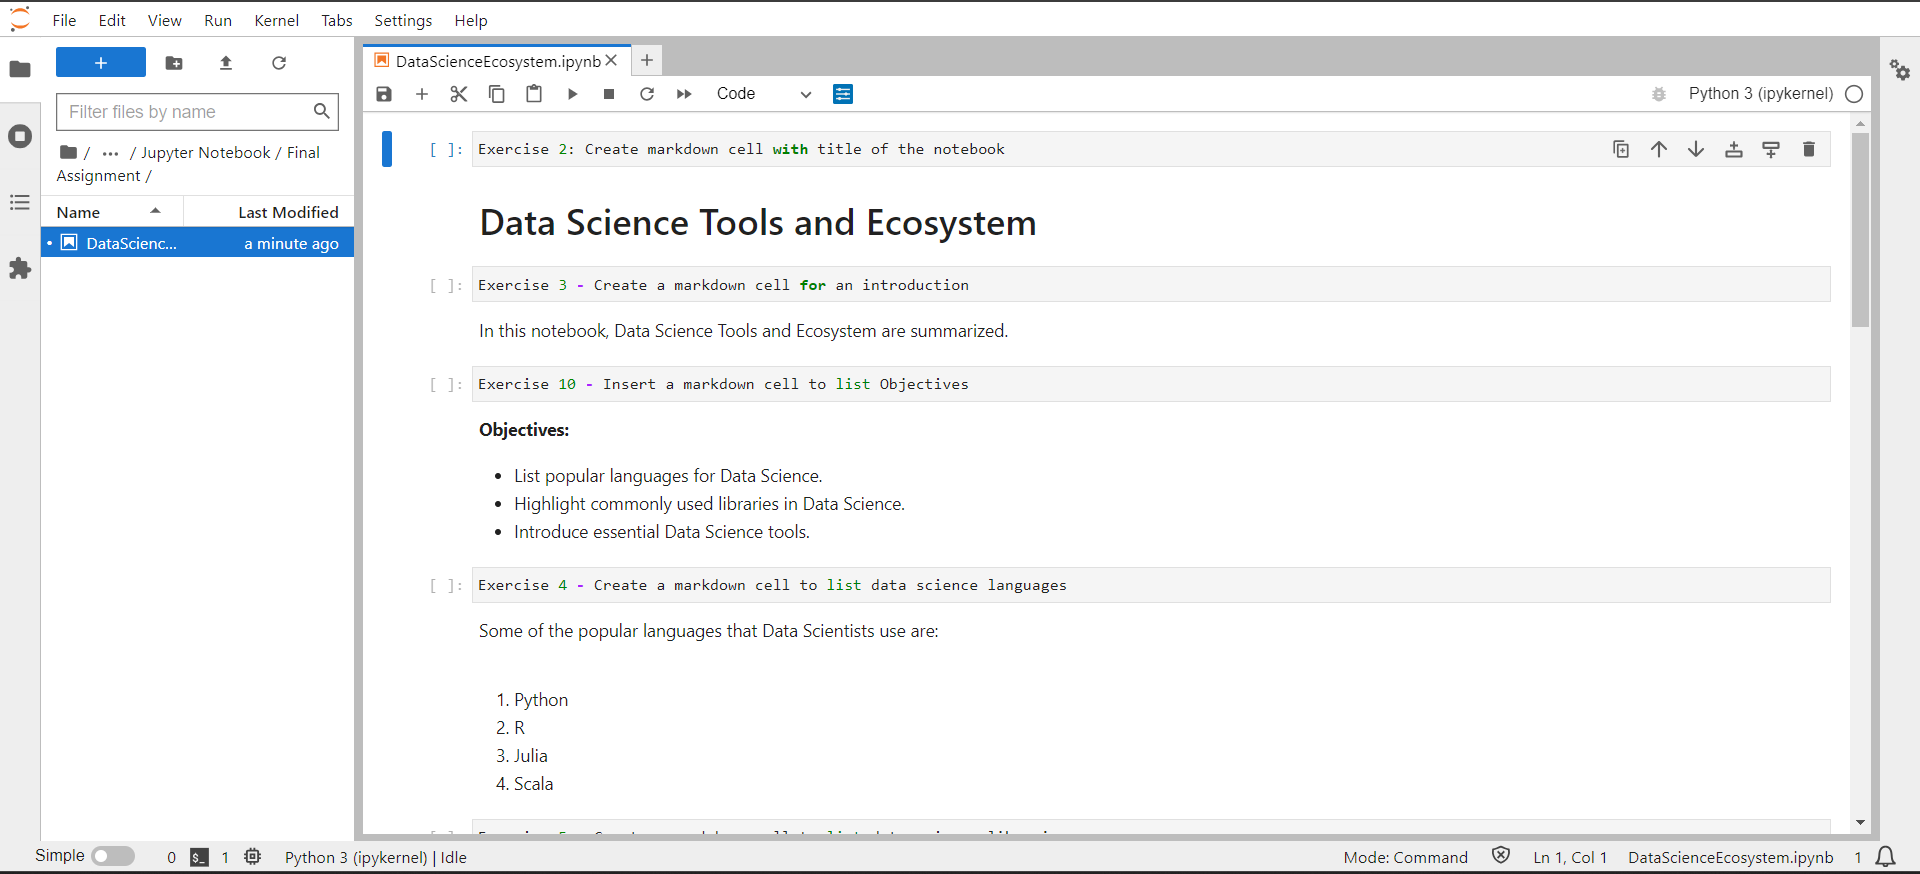 File Edit View Run Kernel Tabs Settings Help
DataScienceEcosystem.ipynb
Filter files by name
/ ... / Jupyter Notebook / Final
Assignment /
Name Last Modified
DataScienc... a minute ago
Code
Python 3 (ipykernel)
[ ]: Exercise 2: Create markdown cell with title of the notebook
Data Science Tools and Ecosystem
[ ]: Exercise 3 - Create a markdown cell for an introduction
In this notebook, Data Science Tools and Ecosystem are summarized.
[ ]: Exercise 10 - Insert a markdown cell to list Objectives
Objectives:
• List popular languages for Data Science.
• Highlight commonly used libraries in Data Science.
• Introduce essential Data Science tools.
[ ]: Exercise 4 - Create a markdown cell to list data science languages
Some of the popular languages that Data Scientists use are:
1. Python
2. R
3. Julia
4. Scala
Simple 0 $_ 1 Python 3 (ipykernel) | Idle Mode: Command Ln 1, Col 1 DataScienceEcosystem.ipynb 1